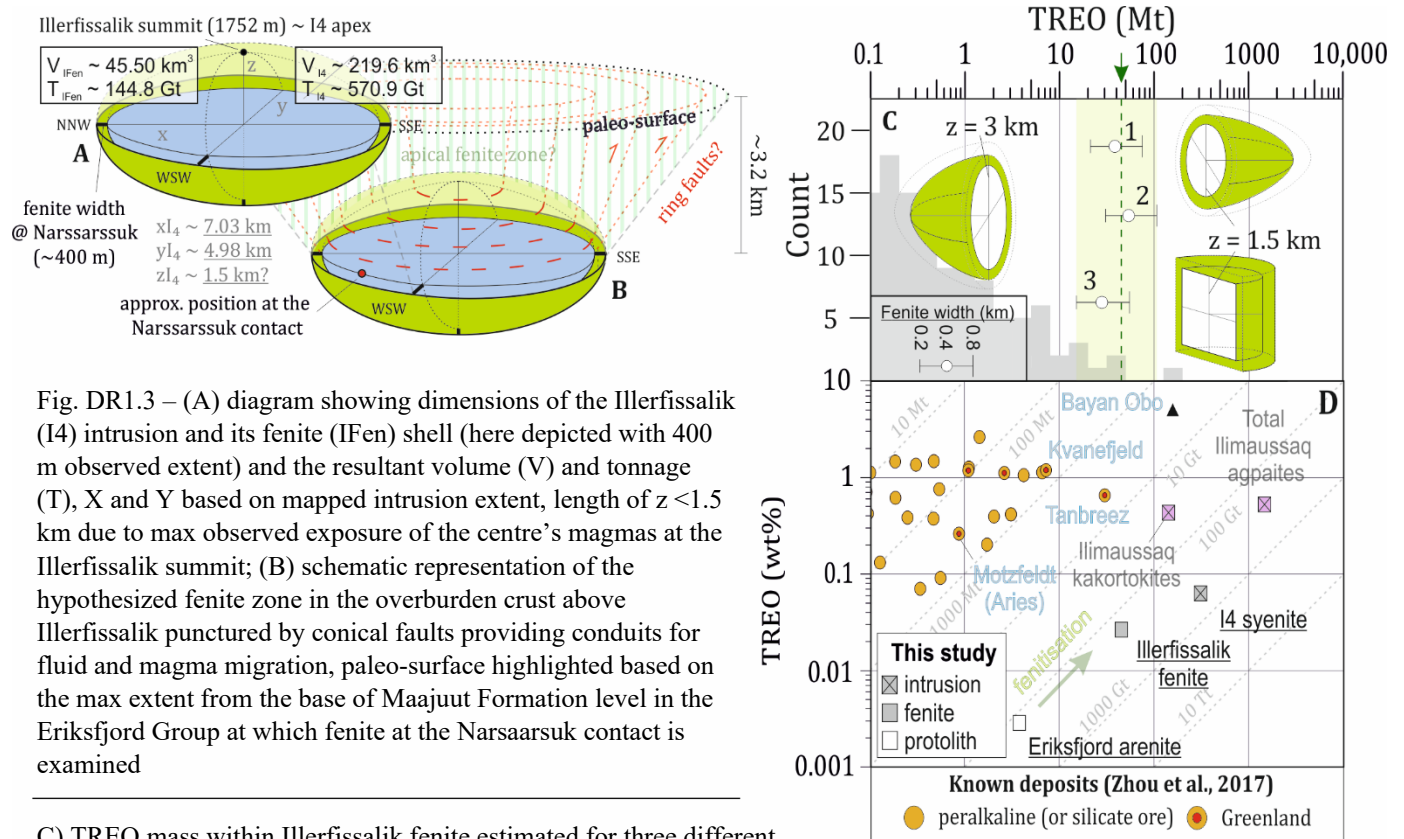 Illerfissalik summit (1752 m) ~ I4 apex
V IFen ~ 45.50 km3
T IFen ~ 144.8 Gt
V I4 ~ 219.6 km3
T I4 ~ 570.9 Gt
z
y
x
NNW
SSE
A
WSW
paleo-surface
apical fenite zone?
ring faults?
~3.2 km
fenite width
@ Narssarssuk
(~400 m)
xI4 ~ 7.03 km
yI4 ~ 4.98 km
zI4 ~ 1.5 km?
approx. position at the
Narssarssuk contact
WSW
SSE
B
Fig. DR1.3 – (A) diagram showing dimensions of the Illerfissalik
(I4) intrusion and its fenite (IFen) shell (here depicted with 400
m observed extent) and the resultant volume (V) and tonnage
(T), X and Y based on mapped intrusion extent, length of z <1.5
km due to max observed exposure of the centre's magmas at the
Illerfissalik summit; (B) schematic representation of the
hypothesized fenite zone in the overburden crust above
Illerfissalik punctured by conical faults providing conduits for
fluid and magma migration, paleo-surface highlighted based on
the max extent from the base of Maajuut Formation level in the
Eriksfjord Group at which fenite at the Narsaarsuk contact is
examined
C) TREO mass within Illerfissalik fenite estimated for three different
TREO (Mt)
0.1 1 10 100 1000 10,000
C
Count
20
15
10
5
z = 3 km
1
2
3
z = 1.5 km
Fenite width (km)
0.2 0.4 0.8
D
TREO (wt%)
10
1
0.1
0.01
0.001
10 Mt
100 Mt
1000 Mt
10 Gt
100 Gt
1000 Gt
10 Tt
Bayan Obo
Kvanefjeld
Tanbreez
Motzfeldt
(Aries)
Total
Ilimaussaq
agpaites
Ilimaussaq
kakortokites
I4 syenite
Illerfissalik
fenite
fenitisation
Eriksfjord arenite
This study
intrusion
fenite
protolith
Known deposits (Zhou et al., 2017)
peralkaline (or silicate ore) Greenland